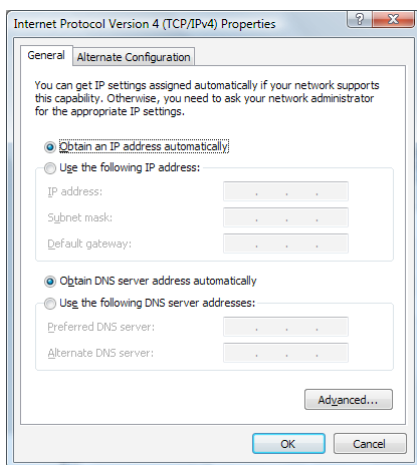 Internet Protocol Version 4 (TCP/IPv4) Properties
General
Alternate Configuration
You can get IP settings assigned automatically if your network supports
this capability. Otherwise, you need to ask your network administrator
for the appropriate IP settings.
Obtain an IP address automatically
Use the following IP address:
IP address:
Subnet mask:
Default gateway:
Obtain DNS server address automatically
Use the following DNS server addresses:
Preferred DNS server:
Alternate DNS server:
Advanced...
OK
Cancel